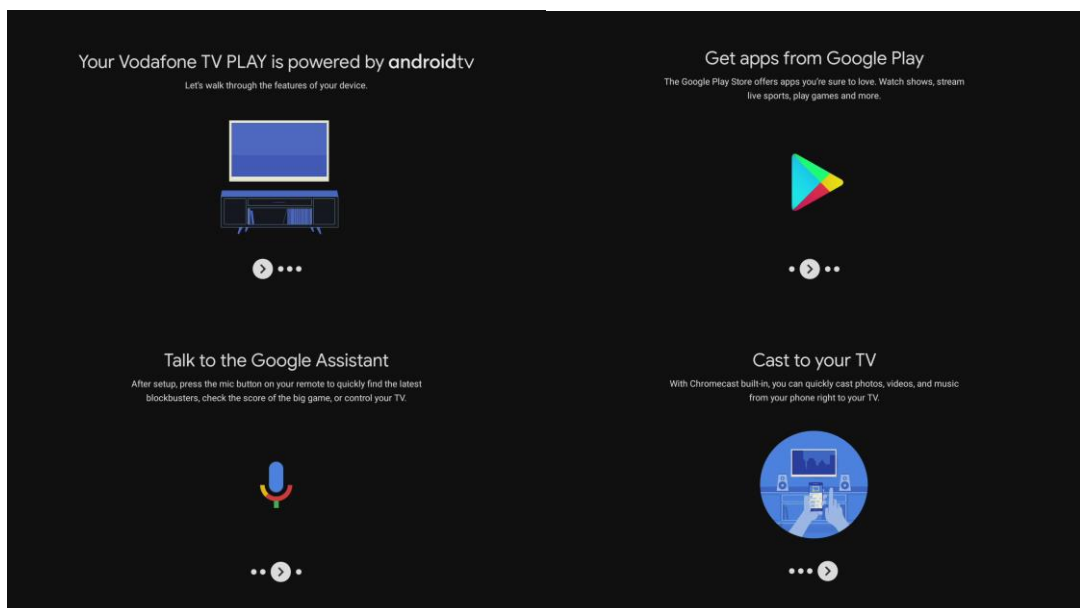 Your Vodafone TV PLAY is powered by androidtv
Let's walk through the features of your device.
Get apps from Google Play
The Google Play Store offers apps you're sure to love. Watch shows, stream
live sports, play games and more.
Talk to the Google Assistant
After setup, press the mic button on your remote to quickly find the latest
blockbusters, check the score of the big game, or control your TV.
Cast to your TV
With Chromecast built-in, you can quickly cast photos, videos, and music
from your phone right to your TV.